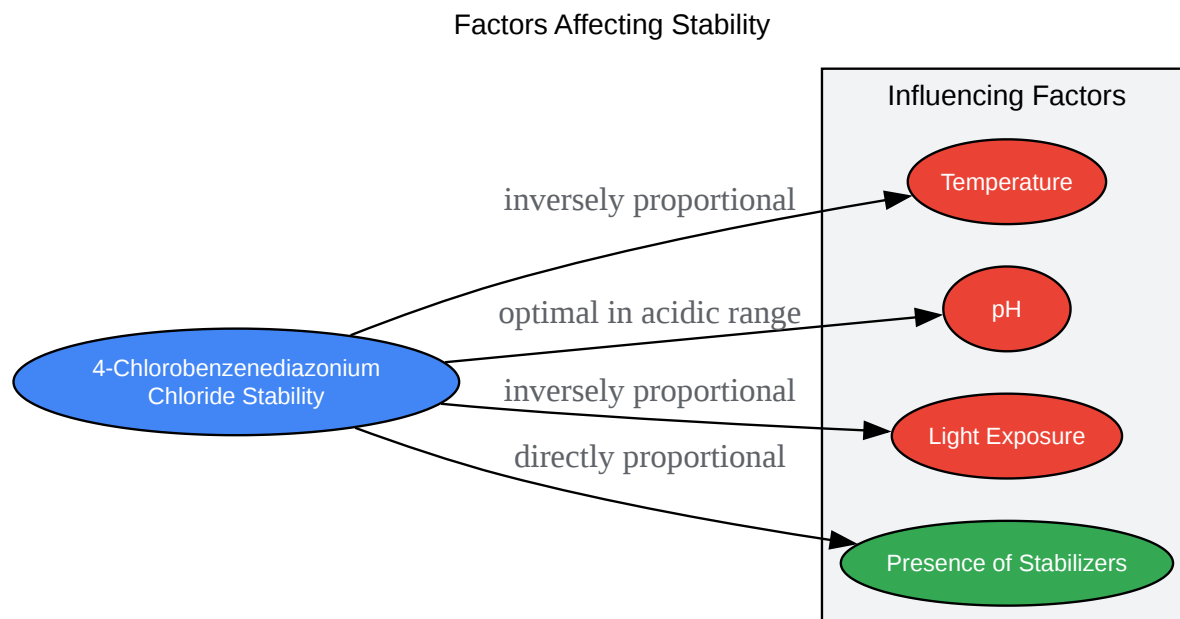 Factors Affecting Stability
Influencing Factors
Temperature
inversely proportional
optimal in acidic range
pH
4-Chlorobenzenediazonium
Chloride Stability
inversely proportional
Light Exposure
directly proportional
Presence of Stabilizers